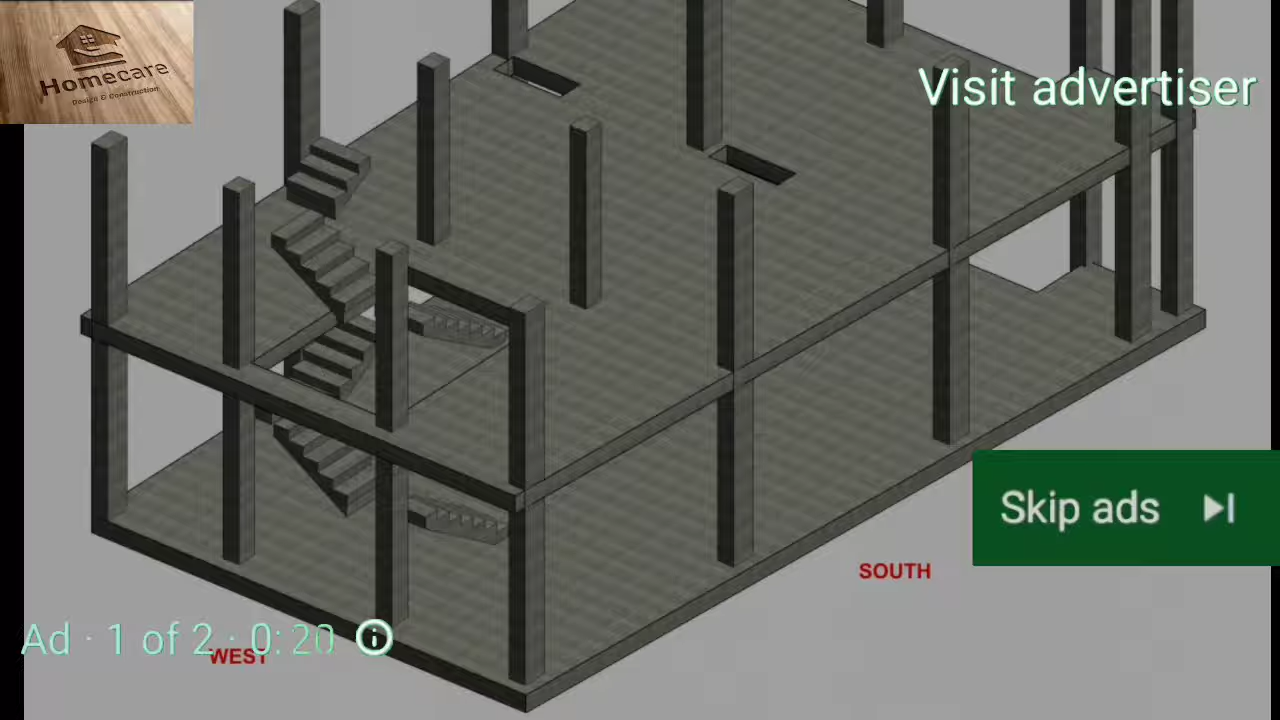 Homecare
Design & Construction
Visit advertiser
Skip ads
SOUTH
Ad · 1 of 2 · 0:20
WEST